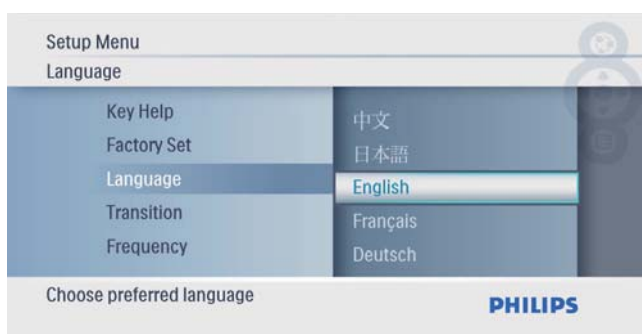 Setup Menu
Language
Key Help
Factory Set
Language
Transition
Frequency
中文
日本語
English
Français
Deutsch
Choose preferred language
PHILIPS